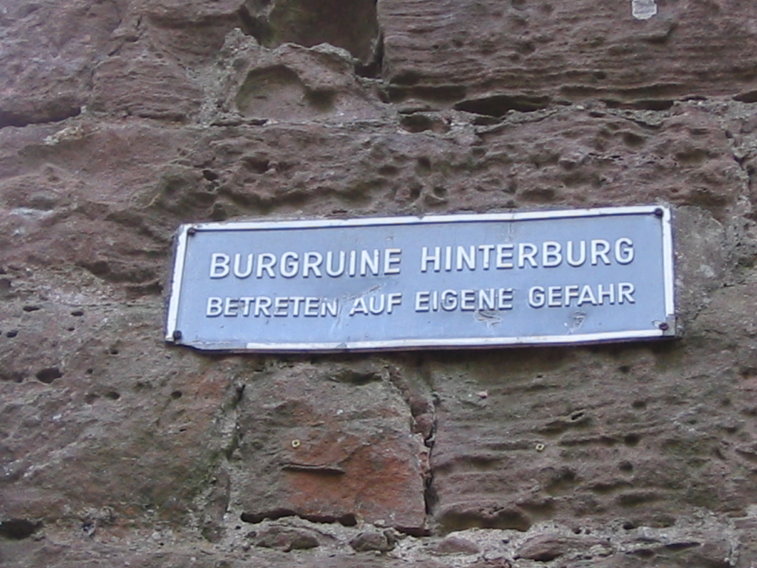 BURGRUINE HINTERBURG
BETRETEN AUF EIGENE GEFAHR